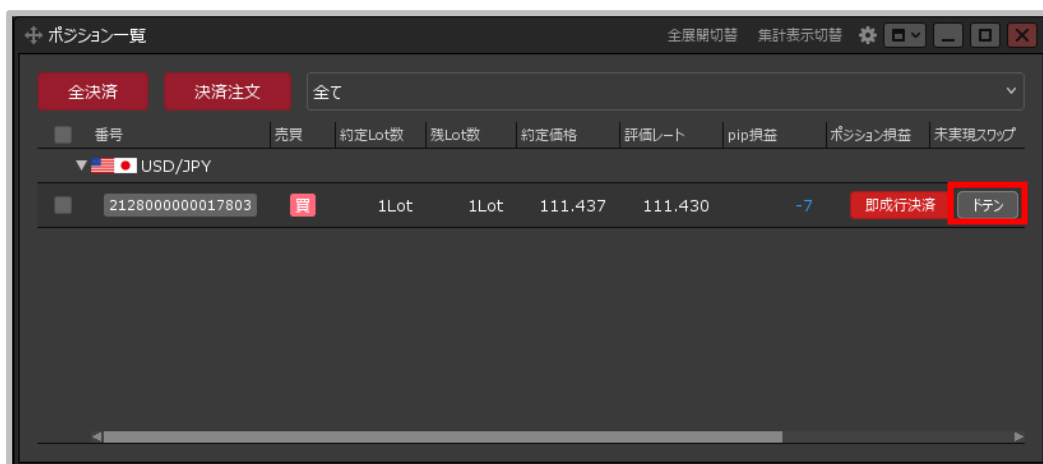 ポジション一覧 全展開切替 集計表示切替
全決済 決済注文 全て
番号 売買 約定Lot数 残Lot数 約定価格 評価レート pip損益 ポジション損益 未実現スワップ
USD/JPY
2128000000017803 買 1Lot 1Lot 111.437 111.430 -7 即成行決済 ドテン